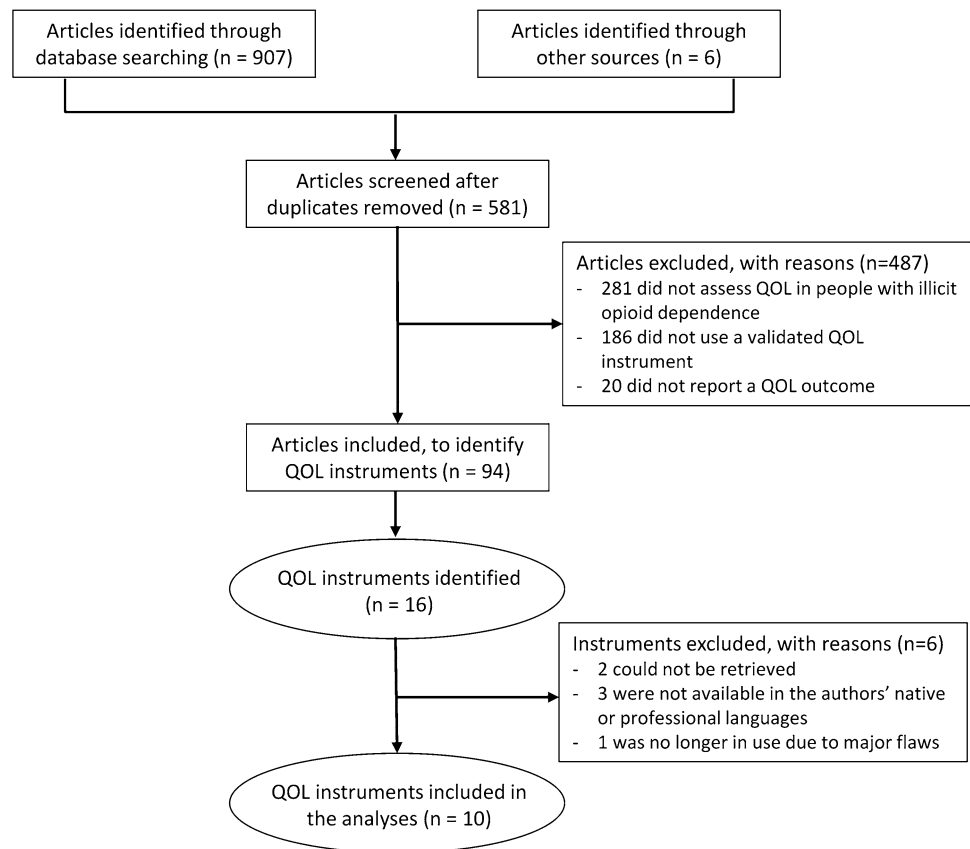 Articles identified through
database searching (n = 907)
Articles identified through
other sources (n = 6)
Articles screened after
duplicates removed (n = 581)
Articles excluded, with reasons (n=487)
- 281 did not assess QOL in people with illicit
opioid dependence
- 186 did not use a validated QOL
instrument
- 20 did not report a QOL outcome
Articles included, to identify
QOL instruments (n = 94)
QOL instruments identified
(n = 16)
Instruments excluded, with reasons (n=6)
- 2 could not be retrieved
- 3 were not available in the authors’ native
or professional languages
- 1 was no longer in use due to major flaws
QOL instruments included in
the analyses (n = 10)